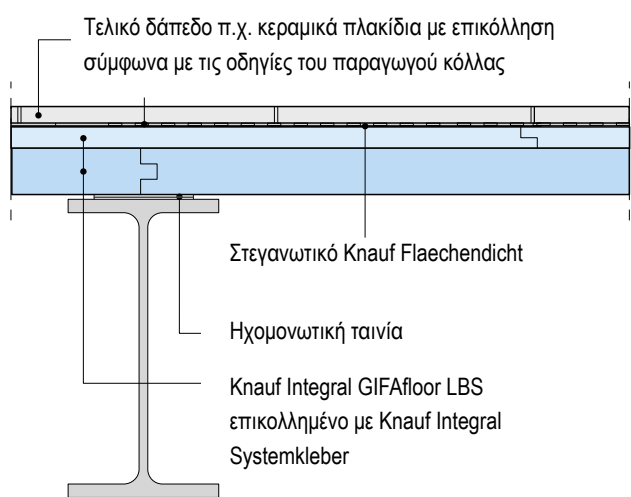 Τελικό δάπεδο π.χ. κεραμικά πλακίδια με επικόλληση
σύμφωνα με τις οδηγίες του παραγωγού κόλλας
Στεγανωτικό Knauf Flaechendicht
Ηχομονωτική ταινία
Knauf Integral GIFAfloor LBS
επικολλημένο με Knauf Integral
Systemkleber